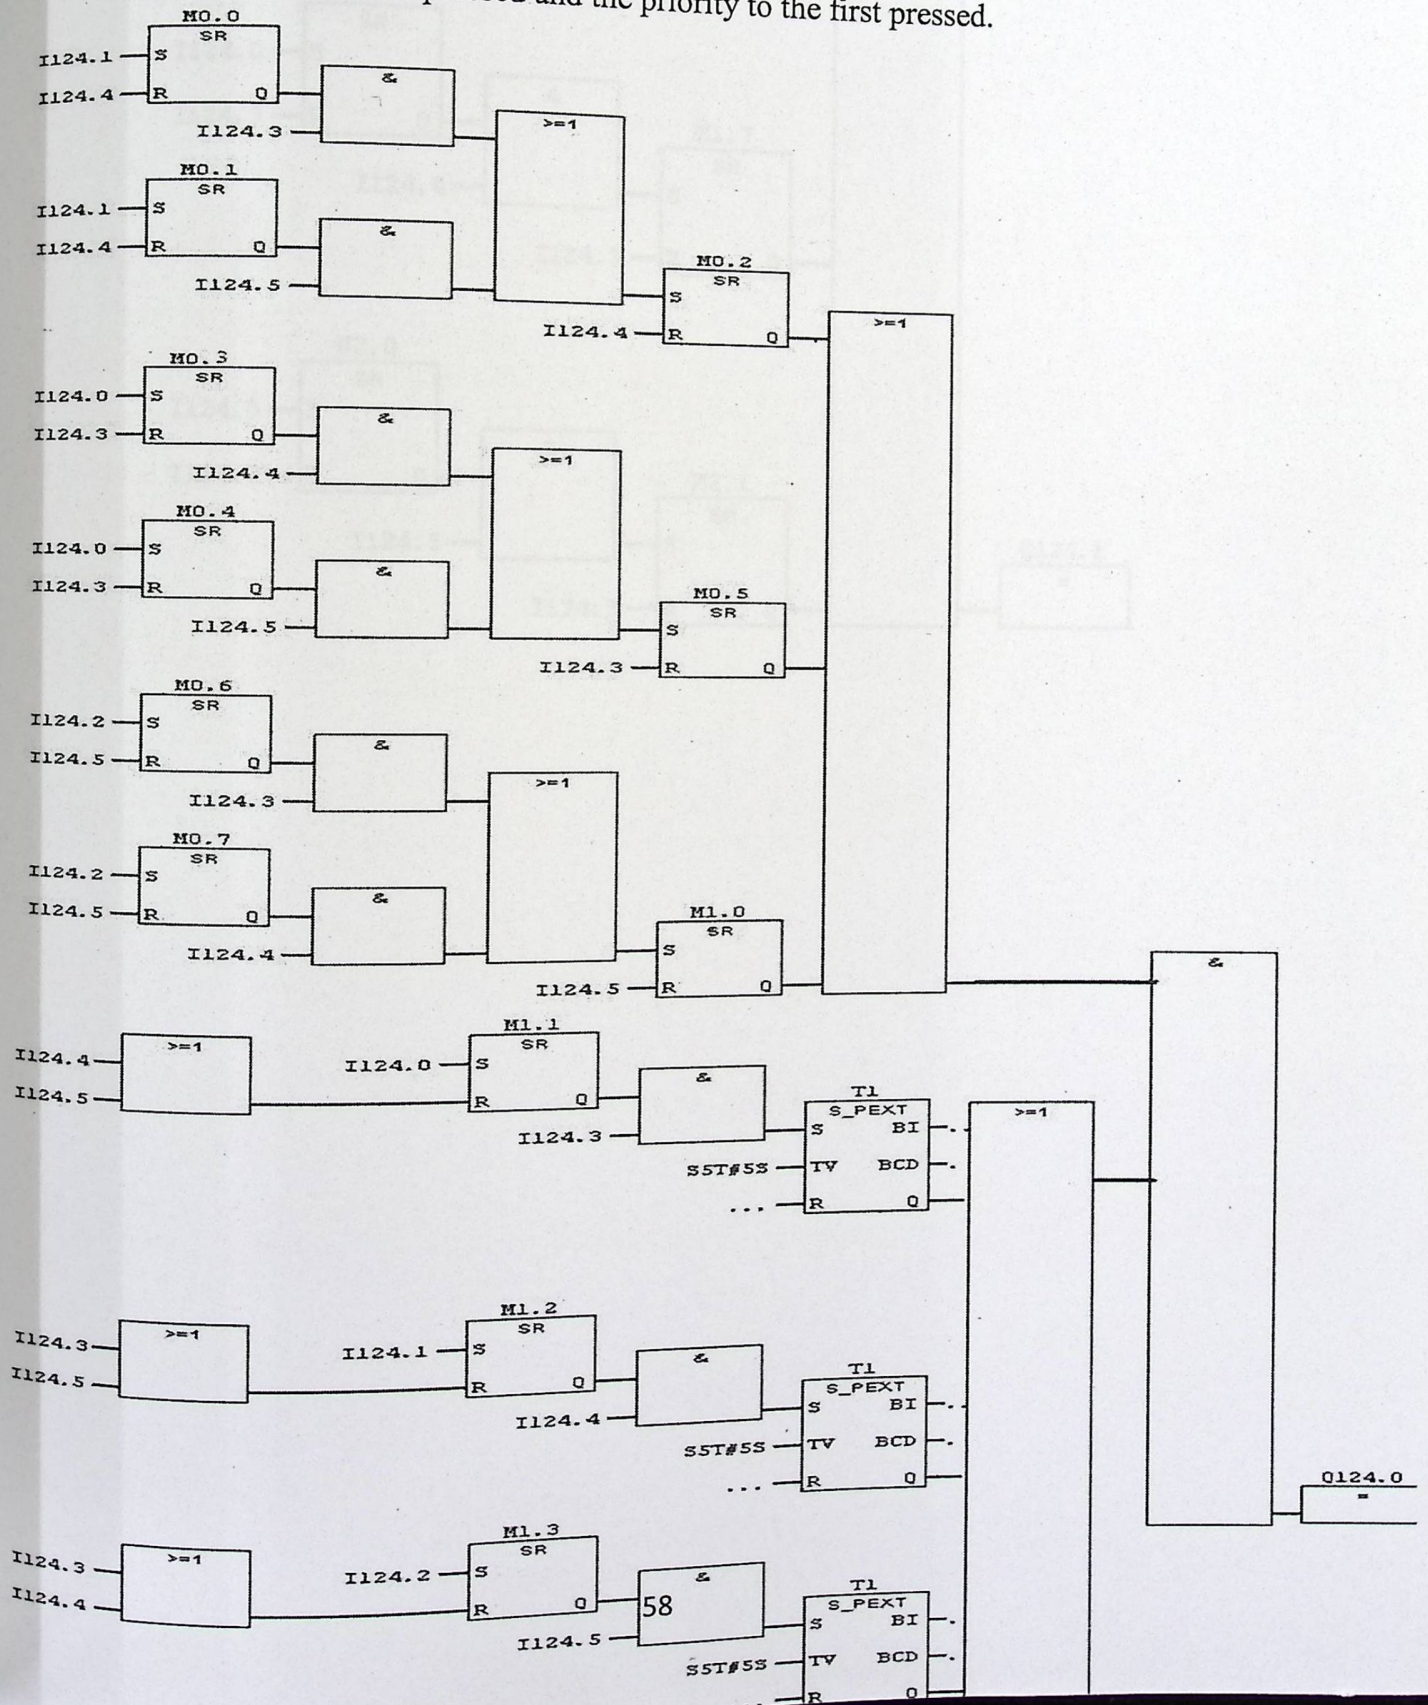 and the priority to the first pressed.
M0.0
SR
I124.1 S
I124.4 R Q
&
I124.3
>=1
M0.1
SR
I124.1 S
I124.4 R Q
&
I124.5
M0.2
SR
S
I124.4 R Q
>=1
M0.3
SR
I124.0 S
I124.3 R Q
&
I124.4
>=1
M0.4
SR
I124.0 S
I124.3 R Q
&
I124.5
M0.5
SR
S
I124.3 R Q
M0.6
SR
I124.2 S
I124.5 R Q
&
I124.3
>=1
M0.7
SR
I124.2 S
I124.5 R Q
&
I124.4
M1.0
SR
S
I124.5 R Q
&
I124.4
I124.5
>=1
M1.1
SR
I124.0 S
R Q
&
I124.3
T1
S_PEXT
S BI ..
S5T#5S TV BCD .
... R Q
>=1
I124.3
I124.5
>=1
M1.2
SR
I124.1 S
R Q
&
I124.4
T1
S_PEXT
S BI ..
S5T#5S TV BCD .
... R Q
Q124.0
=
I124.3
I124.4
>=1
M1.3
SR
I124.2 S
R Q
&
58
I124.5
T1
S_PEXT
S BI .
S5T#5S TV BCD .
R Q